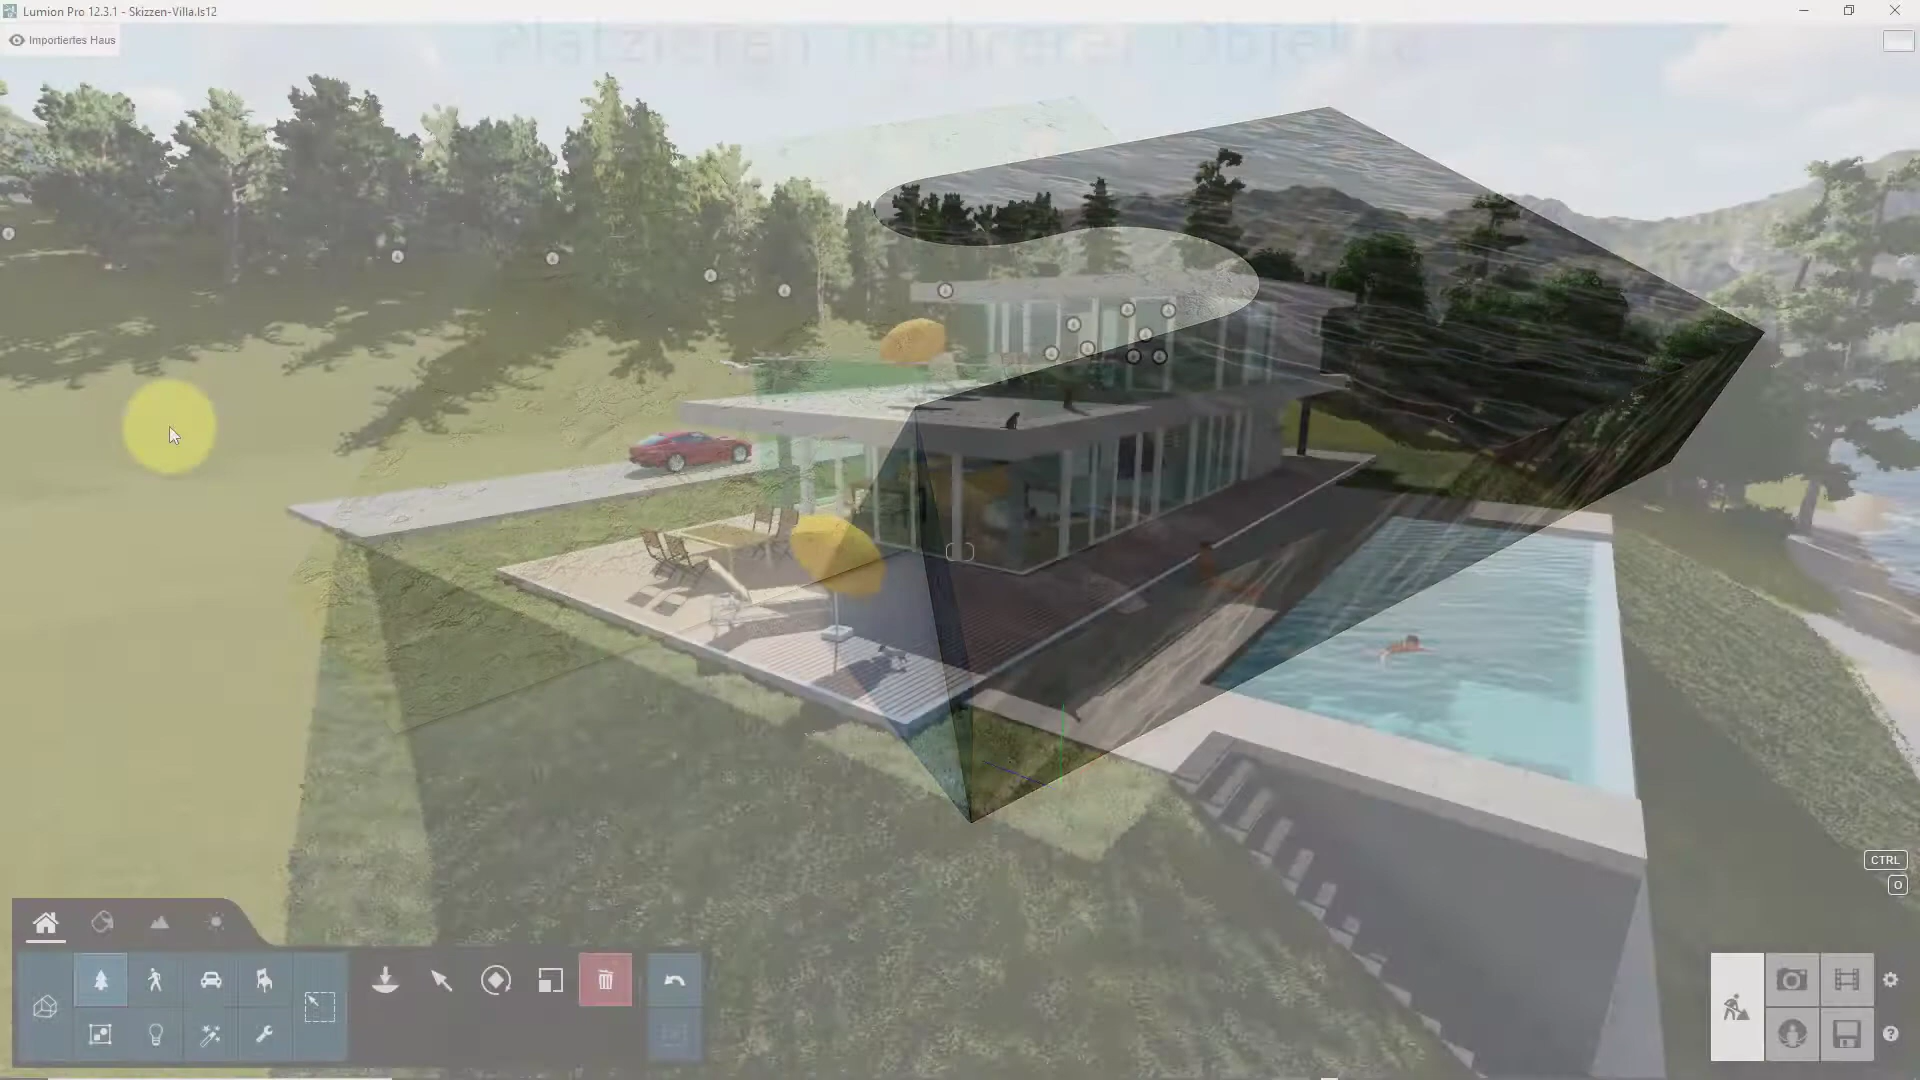 Lumion Pro 12.3.1 - Skizzen-Villa.ls12
Importiertes Haus
Platzieren mehrerer Objekte
CTRL
O
?